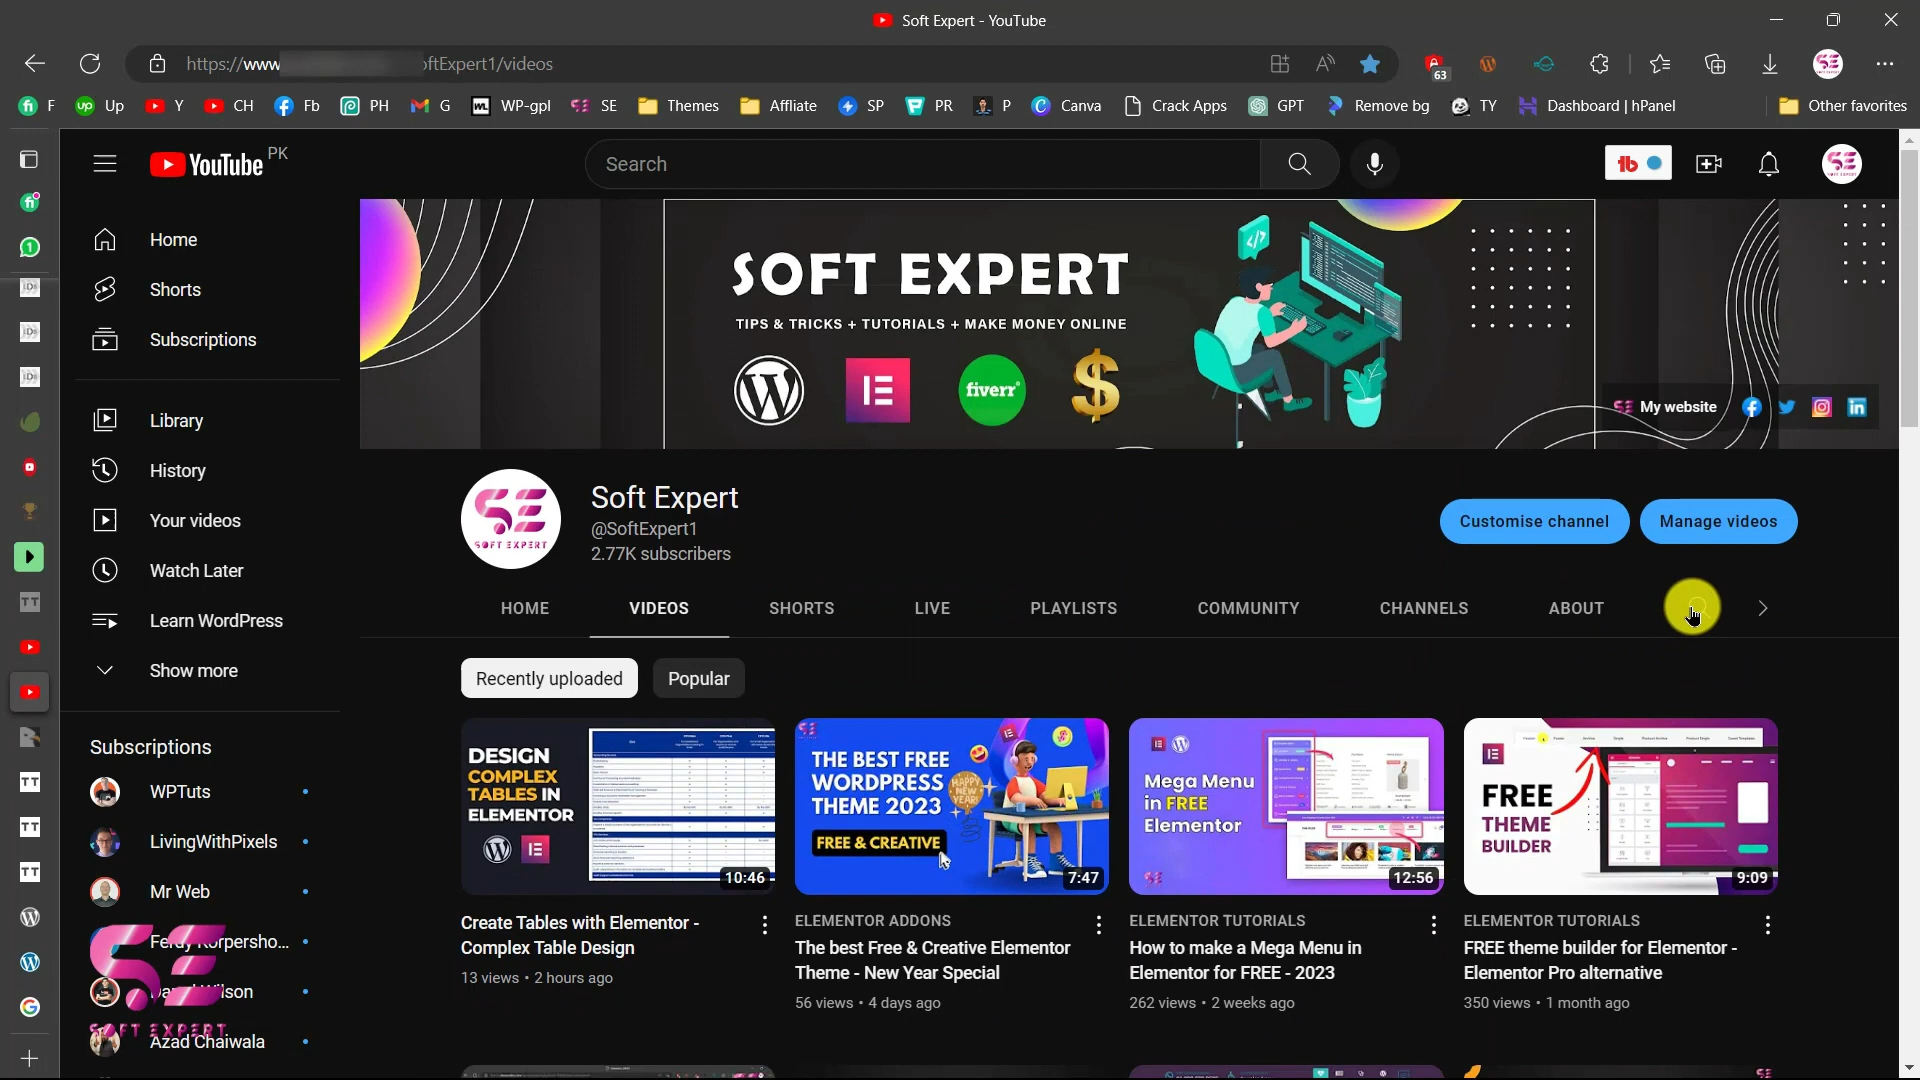 Soft Expert - YouTube
https://www ftExpert1/videos
63
F Up Y CH Fb PH G WP-gpl SE Themes Affliate SP PR P Canva Crack Apps GPT Remove bg TY Dashboard | hPanel Other favorites
YouTube PK
Search
Home
Shorts
Subscriptions
Library
History
Your videos
Watch Later
Learn WordPress
Show more
Subscriptions
WPTuts
LivingWithPixels
Mr Web
Azad Chaiwala
SE
SOFT EXPERT
SOFT EXPERT
TIPS & TRICKS + TUTORIALS + MAKE MONEY ONLINE
fiverr
My website
SOFT EXPERT
Soft Expert
@SoftExpert1
2.77K subscribers
Customise channel
Manage videos
HOME VIDEOS SHORTS LIVE PLAYLISTS COMMUNITY CHANNELS ABOUT
Recently uploaded
Popular
DESIGN
COMPLEX
TABLES IN
ELEMENTOR
10:46
Create Tables with Elementor -
Complex Table Design
13 views • 2 hours ago
THE BEST FREE
WORDPRESS
THEME 2023
HAPPY
NEW
YEAR!
FREE & CREATIVE
7:47
ELEMENTOR ADDONS
The best Free & Creative Elementor
Theme - New Year Special
56 views • 4 days ago
Mega Menu
in FREE
Elementor
12:56
ELEMENTOR TUTORIALS
How to make a Mega Menu in
Elementor for FREE - 2023
262 views • 2 weeks ago
FREE
THEME
BUILDER
9:09
ELEMENTOR TUTORIALS
FREE theme builder for Elementor -
Elementor Pro alternative
350 views • 1 month ago